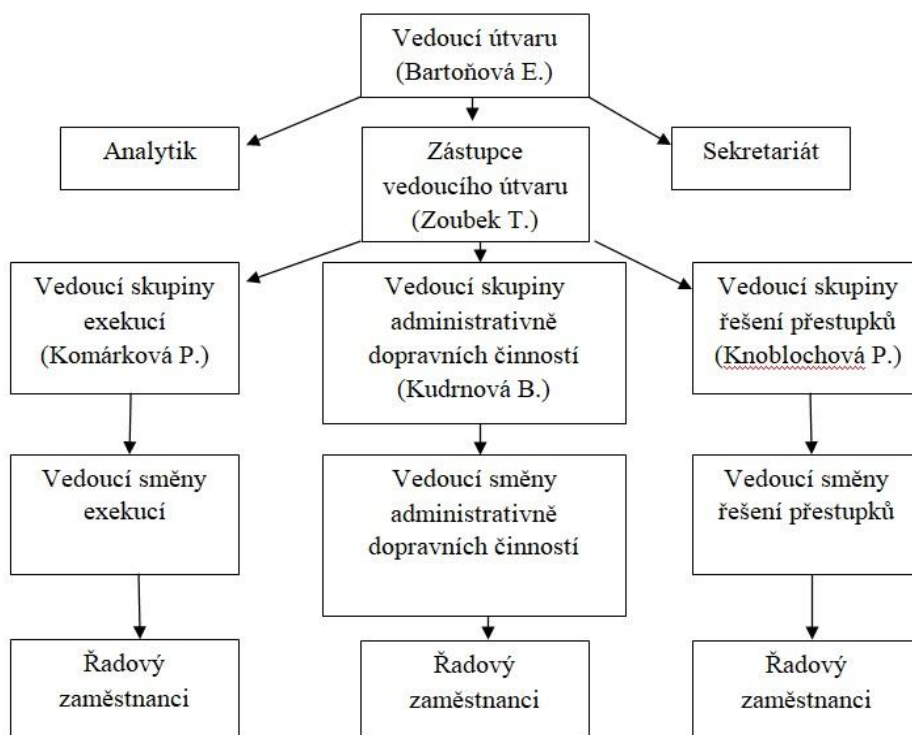 Vedoucí útvaru
(Bartoňová E.)
Analytik
Zástupce
vedoucího útvaru
(Zoubek T.)
Sekretariát
Vedoucí skupiny
exekucí
(Komárková P.)
Vedoucí skupiny
administrativně
dopravních činností
(Kudrnová B.)
Vedoucí skupiny
řešení přestupků
(Knoblochová P.)
Vedoucí směny
exekucí
Vedoucí směny
administrativně
dopravních činností
Vedoucí směny
řešení přestupků
Řadový
zaměstnanci
Řadový
zaměstnanci
Řadový
zaměstnanci